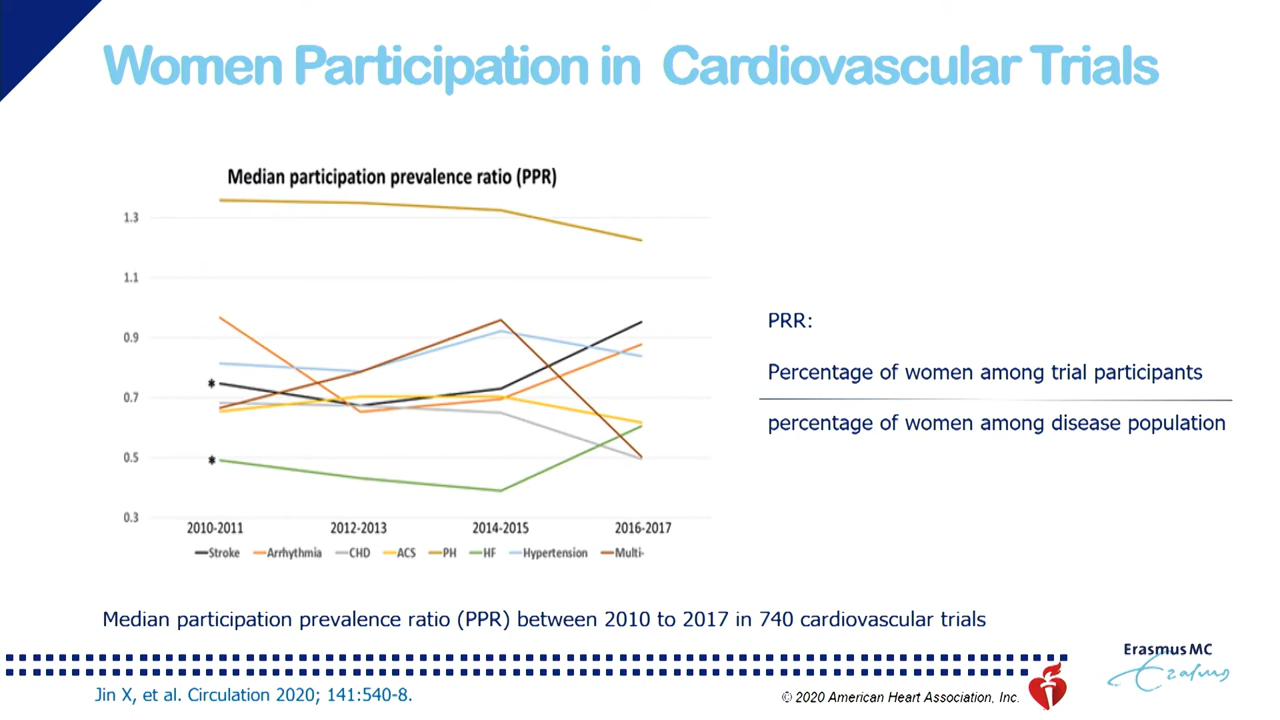 Women Participation in Cardiovascular Trials
Median participation prevalence ratio (PPR)
1.3
1.1
0.9
0.7
0.5
0.3
*
*
2010-2011 2012-2013 2014-2015 2016-2017
Stroke Arrhythmia CHD ACS PH HF Hypertension Multi-
PRR:
Percentage of women among trial participants
percentage of women among disease population
Median participation prevalence ratio (PPR) between 2010 to 2017 in 740 cardiovascular trials
Jin X, et al. Circulation 2020; 141:540-8.
© 2020 American Heart Association, Inc.
Erasmus MC
Erasmus